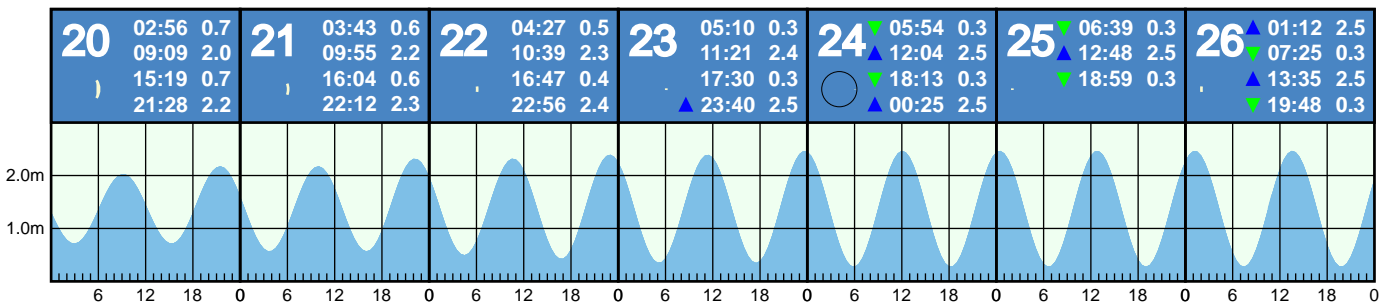 20
02:56 0.7
09:09 2.0
15:19 0.7
21:28 2.2
21
03:43 0.6
09:55 2.2
16:04 0.6
22:12 2.3
22
04:27 0.5
10:39 2.3
16:47 0.4
22:56 2.4
23
05:10 0.3
11:21 2.4
17:30 0.3
▲ 23:40 2.5
24
▼ 05:54 0.3
▲ 12:04 2.5
▼ 18:13 0.3
▲ 00:25 2.5
25
▼ 06:39 0.3
▲ 12:48 2.5
▼ 18:59 0.3
26
▲ 01:12 2.5
▼ 07:25 0.3
▲ 13:35 2.5
▼ 19:48 0.3
2.0m
1.0m
6 12 18 0 6 12 18 0 6 12 18 0 6 12 18 0 6 12 18 0 6 12 18 0 6 12 18 0